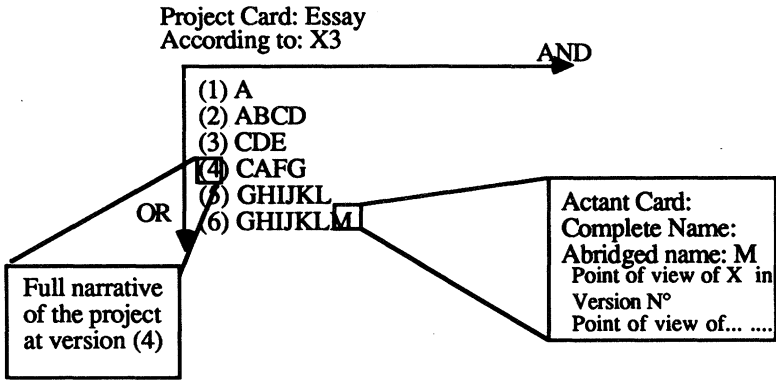 Project Card: Essay
According to: X3
AND
(1) A
(2) ABCD
(3) CDE
(4) CAFG
(5) GHIJKL
OR
(6) GHIJKLM
Full narrative
of the project
at version (4)
Actant Card:
Complete Name:
Abridged name: M
Point of view of X in
Version N°
Point of view of... ....